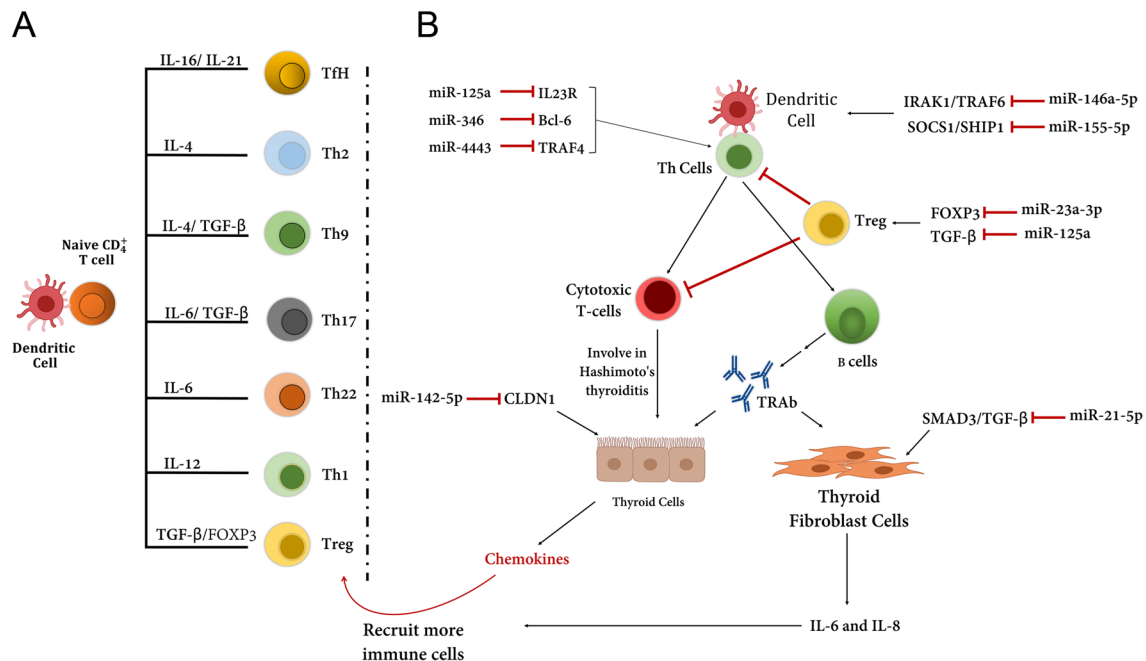 A
IL-16/ IL-21
TfH
IL-4
Th2
IL-4/ TGF-β
Th9
Naive CD4+
T cell
Dendritic
Cell
IL-6/ TGF-β
Th17
IL-6
Th22
IL-12
Th1
TGF-β/FOXP3
Treg
B
miR-125a
IL23R
miR-346
Bcl-6
miR-4443
TRAF4
Dendritic
Cell
Th Cells
IRAK1/TRAF6
miR-146a-5p
SOCS1/SHIP1
miR-155-5p
Treg
FOXP3
miR-23a-3p
TGF-β
miR-125a
Cytotoxic
T-cells
B cells
Involve in
Hashimoto's
thyroiditis
TRAb
miR-142-5p
CLDN1
SMAD3/TGF-β
miR-21-5p
Thyroid Cells
Thyroid
Fibroblast Cells
Chemokines
IL-6 and IL-8
Recruit more
immune cells